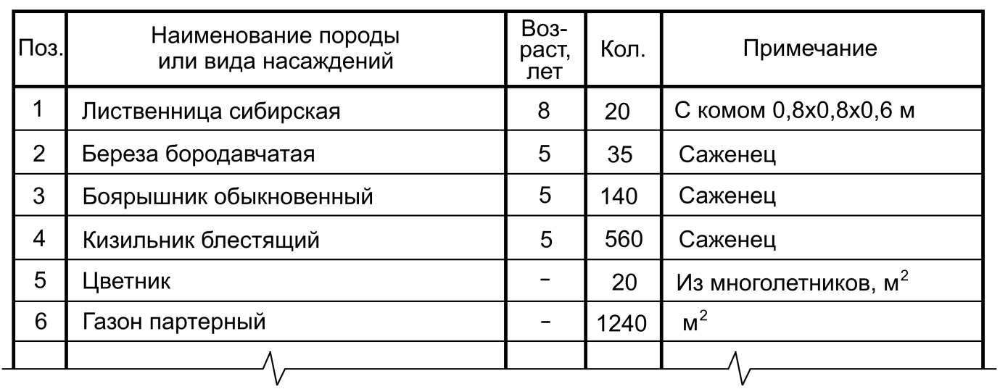 Поз. Наименование породы или вида насаждений Воз-раст, лет Кол. Примечание
1 Лиственница сибирская 8 20 С комом 0,8х0,8х0,6 м
2 Береза бородавчатая 5 35 Саженец
3 Боярышник обыкновенный 5 140 Саженец
4 Кизильник блестящий 5 560 Саженец
5 Цветник – 20 Из многолетников, м²
6 Газон партерный – 1240 м²